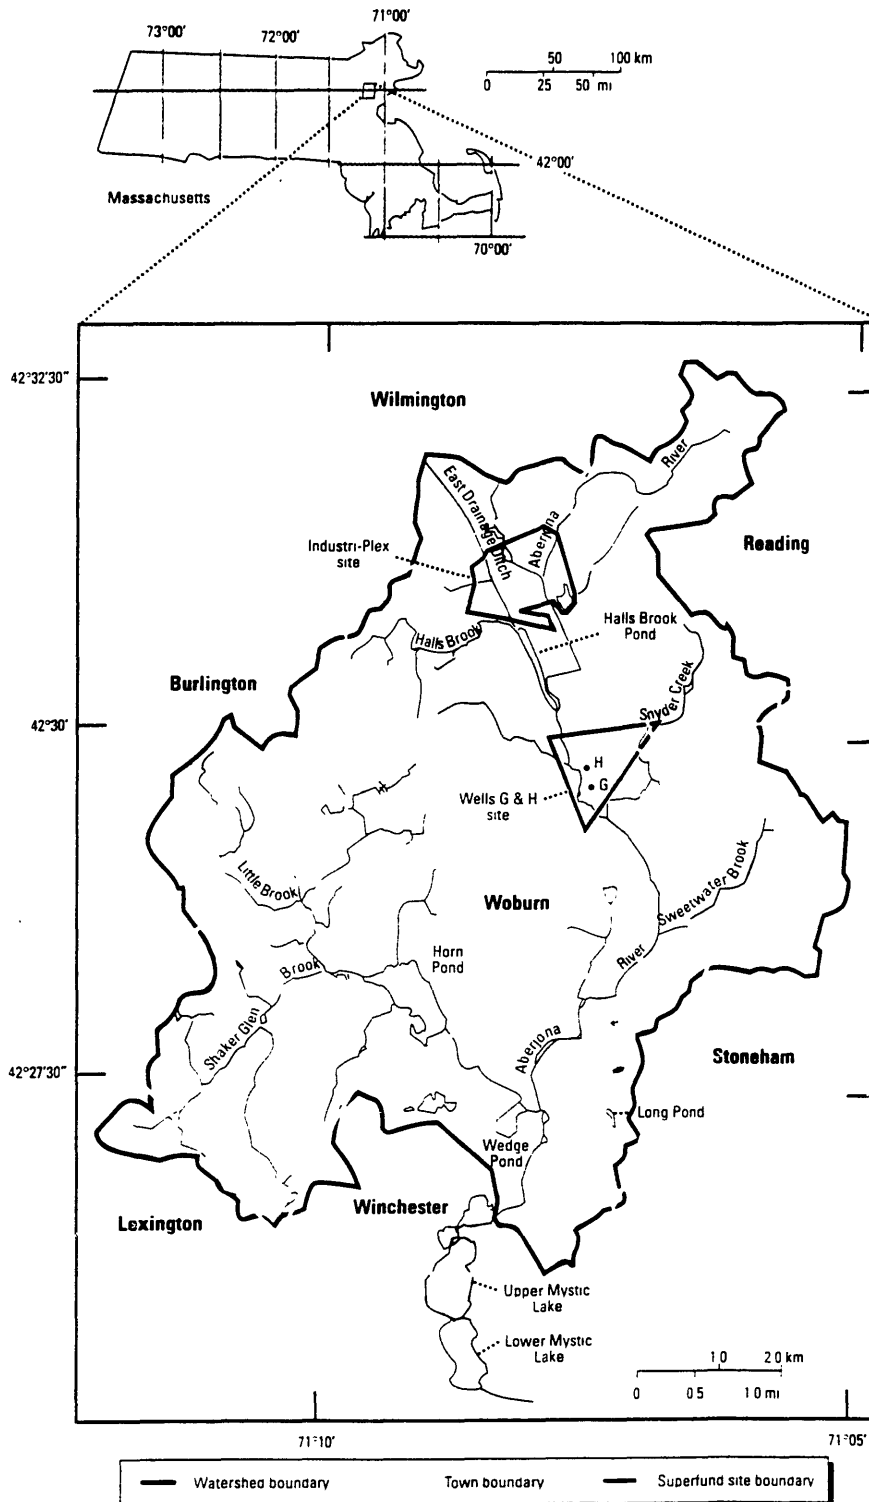 71°00'
73°00'
72°00'
50
100 km
0
25
50 mi
42°00'
Massachusetts
70°00'
42°32'30"
Wilmington
River
East Drainage Ditch
Aberjona
Reading
Industri-Plex
site
Halls Brook
Pond
Halls Brook
Burlington
Snyder Creek
42°30'
H
G
Wells G & H
site
Little Brook
Sweetwater Brook
Woburn
Horn
Pond
Brook
River
Shaker Glen
Aberjona
Stoneham
42°27'30"
Long Pond
Wedge
Pond
Winchester
Lexington
Upper Mystic
Lake
Lower Mystic
Lake
1 0
2 0 km
0
0 5
1 0 mi
71°10'
71°05'
Watershed boundary
Town boundary
Superfund site boundary